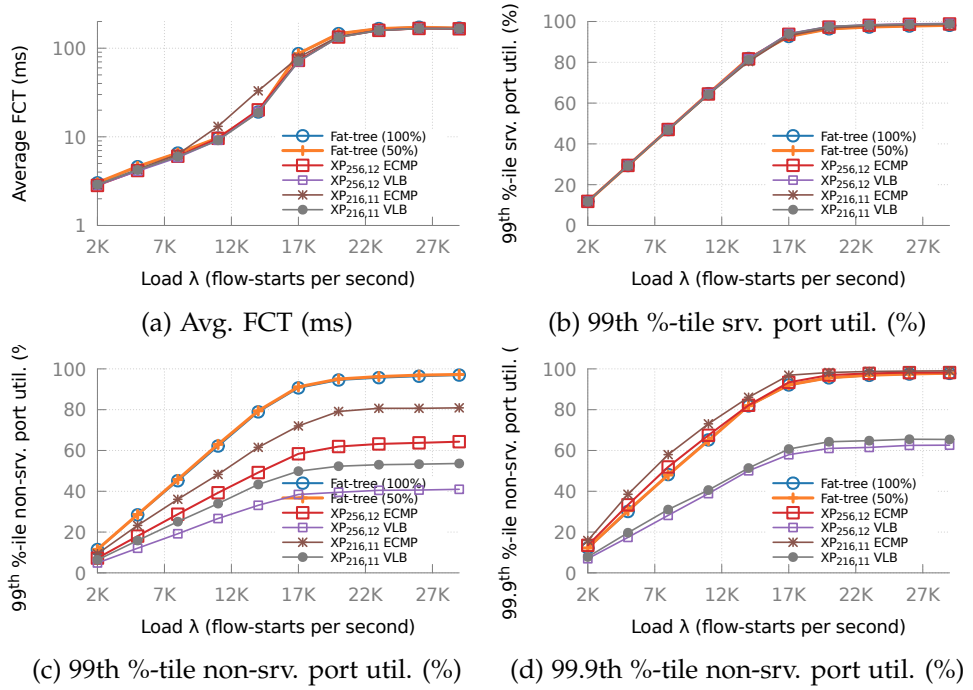 Average FCT (ms)
100
10
1
Fat-tree (100%)
Fat-tree (50%)
XP256,12 ECMP
XP256,12 VLB
XP216,11 ECMP
XP216,11 VLB
2K 7K 12K 17K 22K 27K
Load λ (flow-starts per second)
(a) Avg. FCT (ms)
99th %-ile srv. port util. (%)
100
80
60
40
20
0
Fat-tree (100%)
Fat-tree (50%)
XP256,12 ECMP
XP256,12 VLB
XP216,11 ECMP
XP216,11 VLB
2K 7K 12K 17K 22K 27K
Load λ (flow-starts per second)
(b) 99th %-tile srv. port util. (%)
99th %-ile non-srv. port util. (%
100
80
60
40
20
0
Fat-tree (100%)
Fat-tree (50%)
XP256,12 ECMP
XP256,12 VLB
XP216,11 ECMP
XP216,11 VLB
2K 7K 12K 17K 22K 27K
Load λ (flow-starts per second)
(c) 99th %-tile non-srv. port util. (%)
99.9th %-ile non-srv. port util. (
100
80
60
40
20
0
Fat-tree (100%)
Fat-tree (50%)
XP256,12 ECMP
XP256,12 VLB
XP216,11 ECMP
XP216,11 VLB
2K 7K 12K 17K 22K 27K
Load λ (flow-starts per second)
(d) 99.9th %-tile non-srv. port util. (%)